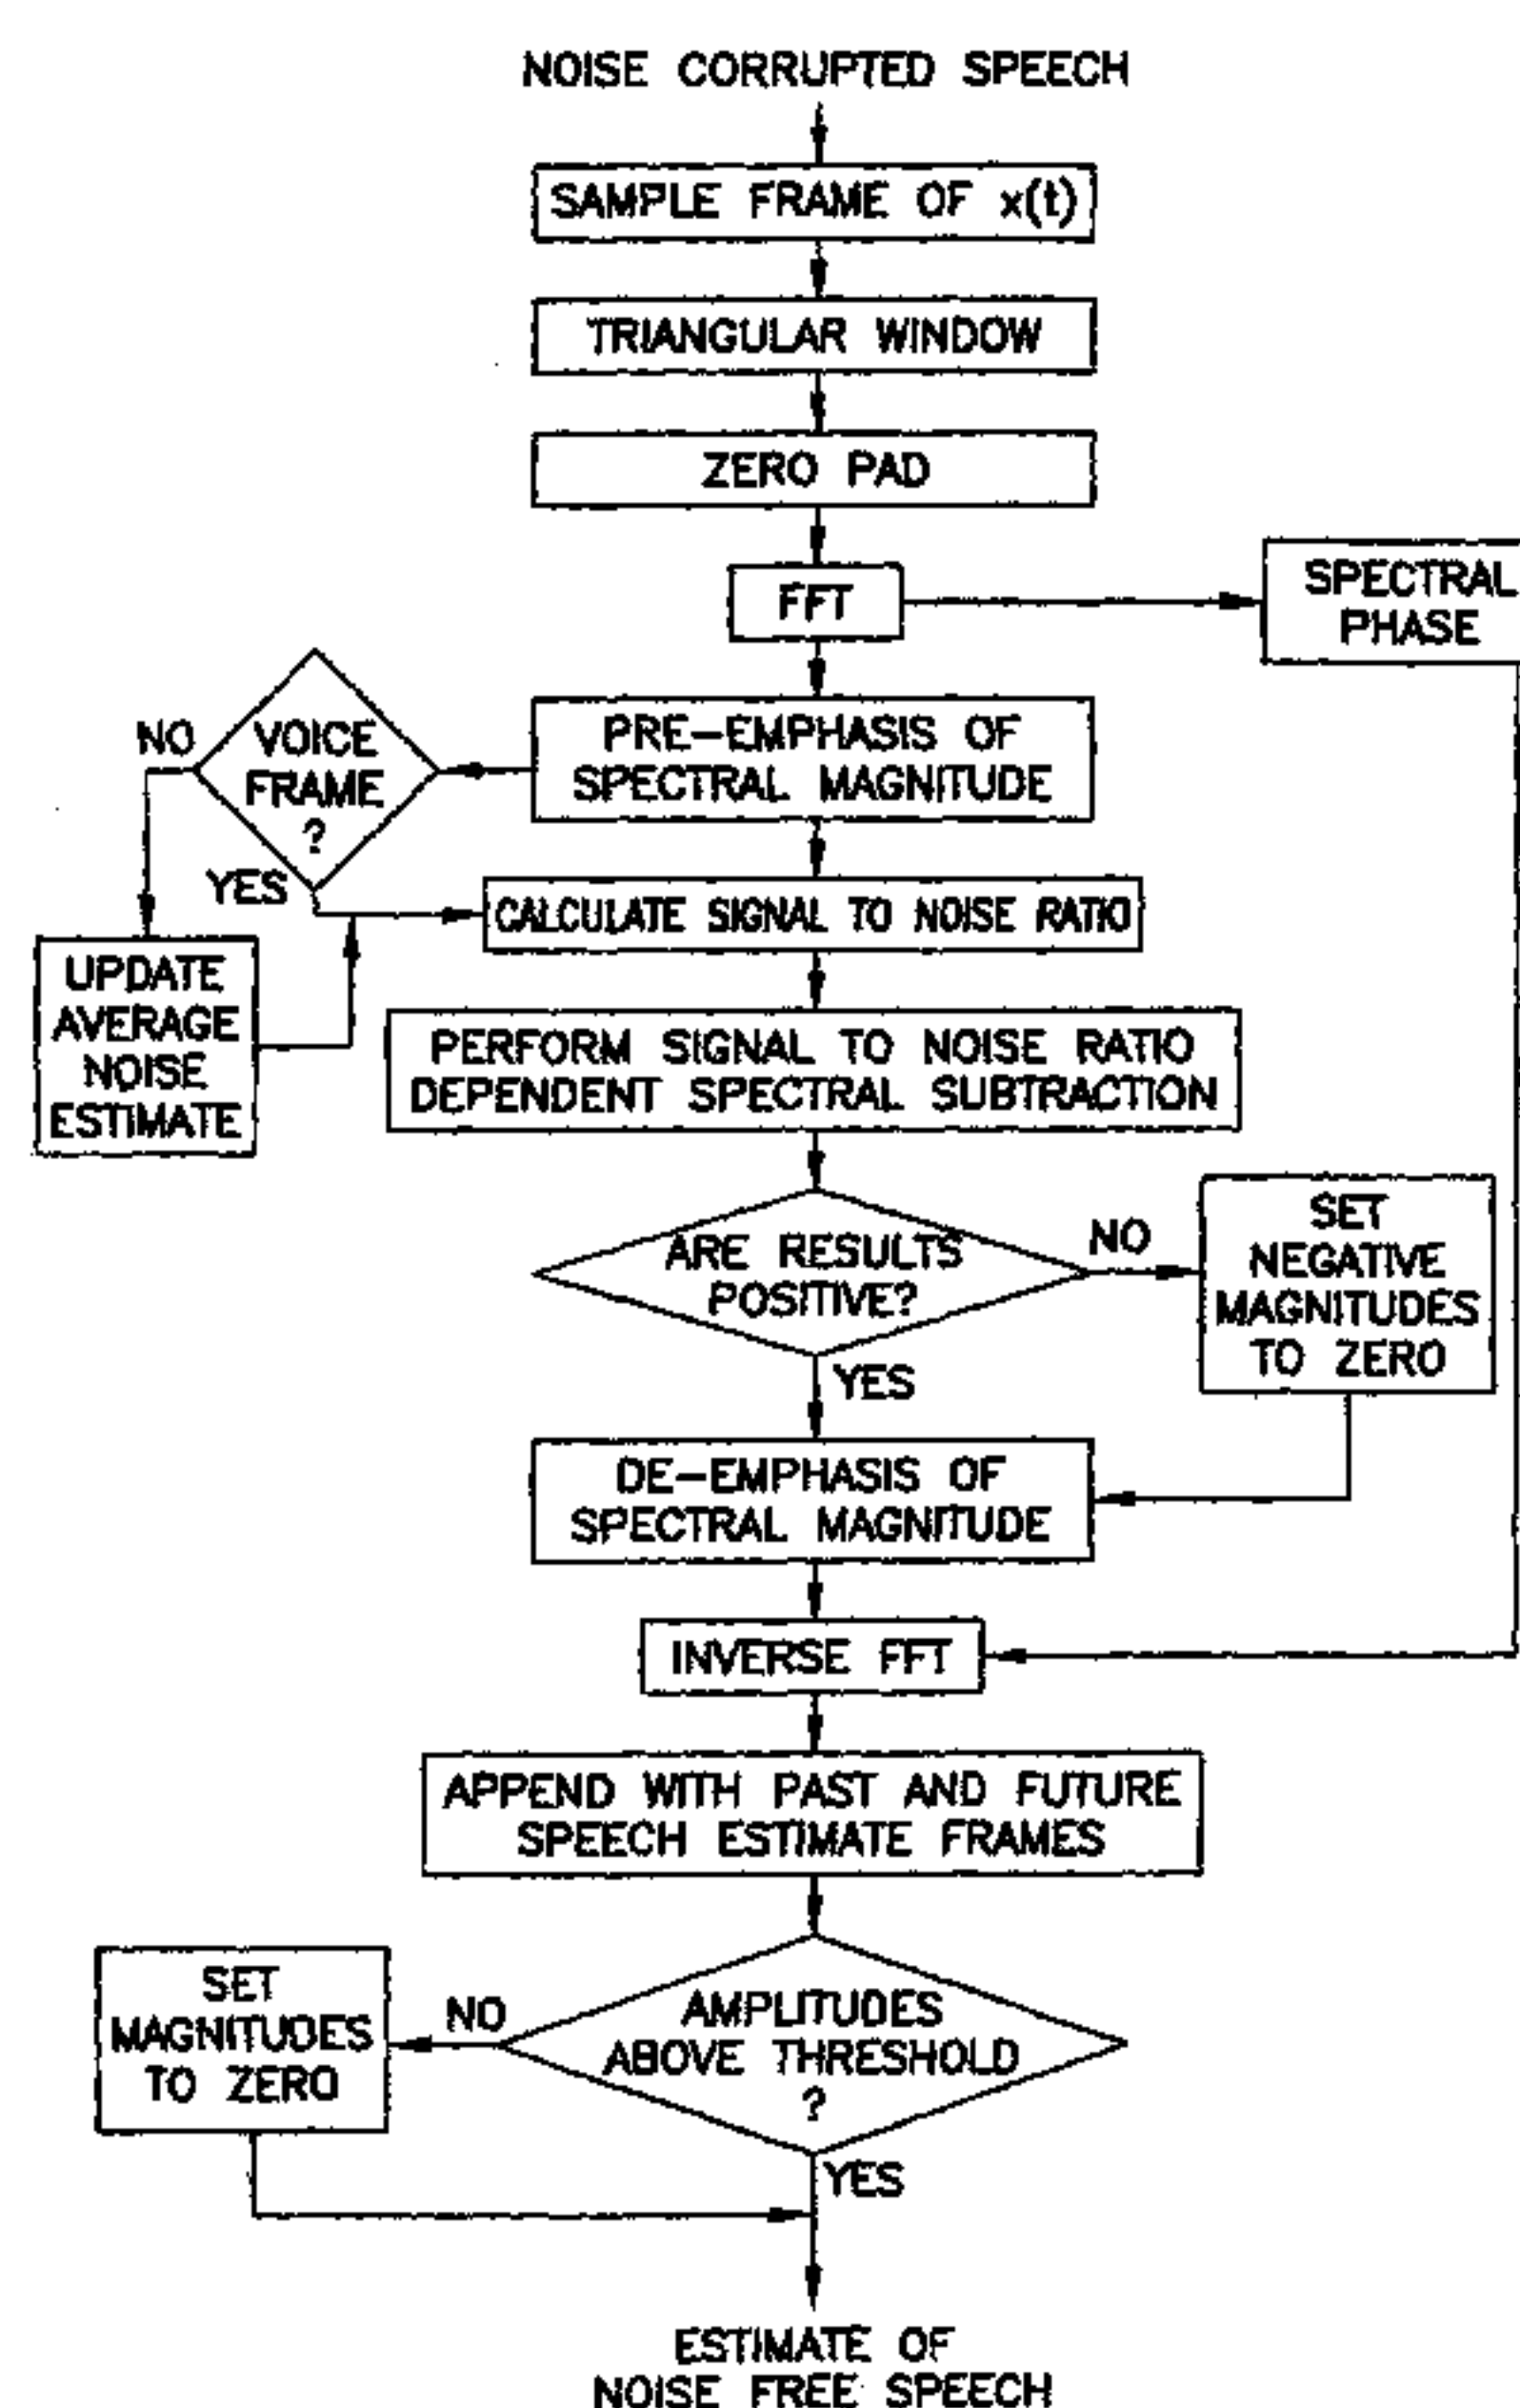 NOISE CORRUPTED SPEECH
SAMPLE FRAME OF x(t)
TRIANGULAR WINDOW
ZERO PAD
FFT
SPECTRAL
PHASE
PRE-EMPHASIS OF
SPECTRAL MAGNITUDE
NO
VOICE
FRAME
?
YES
CALCULATE SIGNAL TO NOISE RATIO
UPDATE
AVERAGE
NOISE
ESTIMATE
PERFORM SIGNAL TO NOISE RATIO
DEPENDENT SPECTRAL SUBTRACTION
ARE RESULTS
POSITIVE?
NO
SET
NEGATIVE
MAGNITUDES
TO ZERO
YES
DE-EMPHASIS OF
SPECTRAL MAGNITUDE
INVERSE FFT
APPEND WITH PAST AND FUTURE
SPEECH ESTIMATE FRAMES
AMPLITUDES
ABOVE THRESHOLD
?
NO
SET
MAGNITUDES
TO ZERO
YES
ESTIMATE OF
NOISE FREE SPEECH